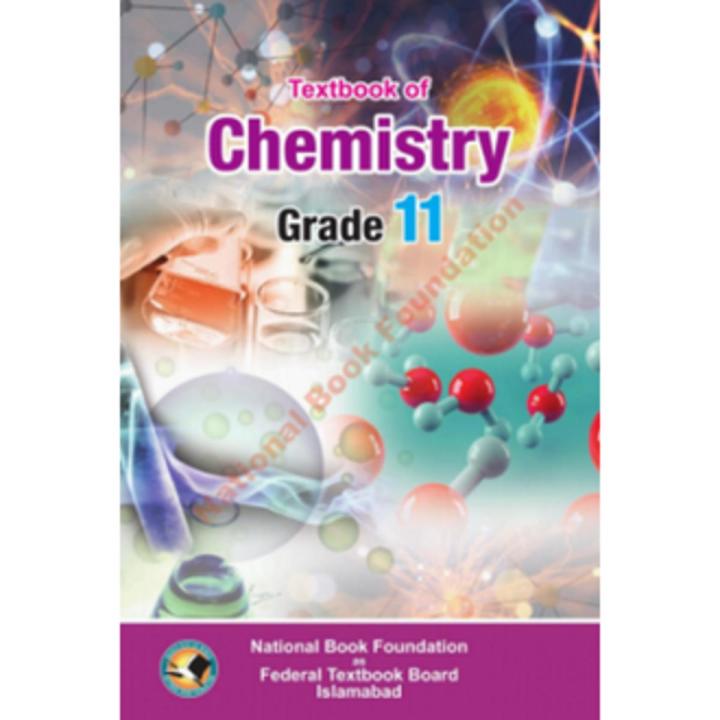 Textbook of
Chemistry
Grade 11
National Book Foundation
National Book Foundation
as
Federal Textbook Board
Islamabad